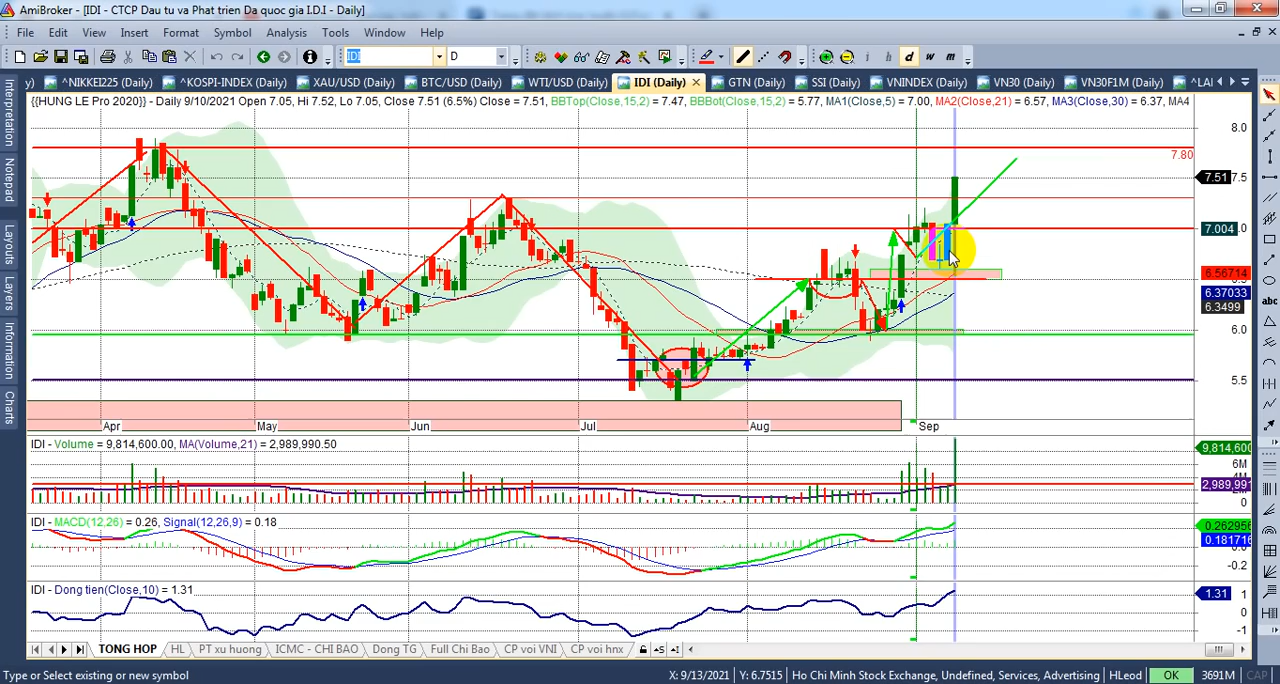 AmiBroker - [IDI - CTCP Dau tu va Phat trien Da quoc gia I.D.I - Daily]
File Edit View Insert Format Symbol Analysis Tools Window Help
IDI D d w m
y) ^NIKKEI225 (Daily) ^KOSPI-INDEX (Daily) XAU/USD (Daily) BTC/USD (Daily) WTI/USD (Daily) IDI (Daily) GTN (Daily) SSI (Daily) VNINDEX (Daily) VN30 (Daily) VN30F1M (Daily) ^LAI
{{HUNG LE Pro 2020}} - Daily 9/10/2021 Open 7.05, Hi 7.52, Lo 7.05, Close 7.51 (6.5%) Close = 7.51, BBTop(Close,15,2) = 7.47, BBBot(Close,15,2) = 5.77, MA1(Close,5) = 7.00, MA2(Close,21) = 6.57, MA3(Close,30) = 6.37, MA4
Interpretation
Notepad
Layouts
Layers
Information
Charts
abc
8.0
7.80
7.51
7.5
7.004
6.56714
6.37033
6.3499
6.0
5.5
Apr May Jun Jul Aug Sep
IDI - Volume = 9,814,600.00, MA(Volume,21) = 2,989,990.50
9,814,600
6M
2,989,991
IDI - MACD(12,26) = 0.26, Signal(12,26,9) = 0.18
0.262956
0.181716
-0.2
IDI - Dong tien(Close,10) = 1.31
1.31
1
0
-1
TONG HOP HL PT xu huong ICMC - CHI BAO Dong TG Full Chi Bao CP voi VNI CP voi hnx
Type or Select existing or new symbol X: 9/13/2021 Y: 6.7515 Ho Chi Minh Stock Exchange, Undefined, Services, Advertising HLeod OK 3691M CAP